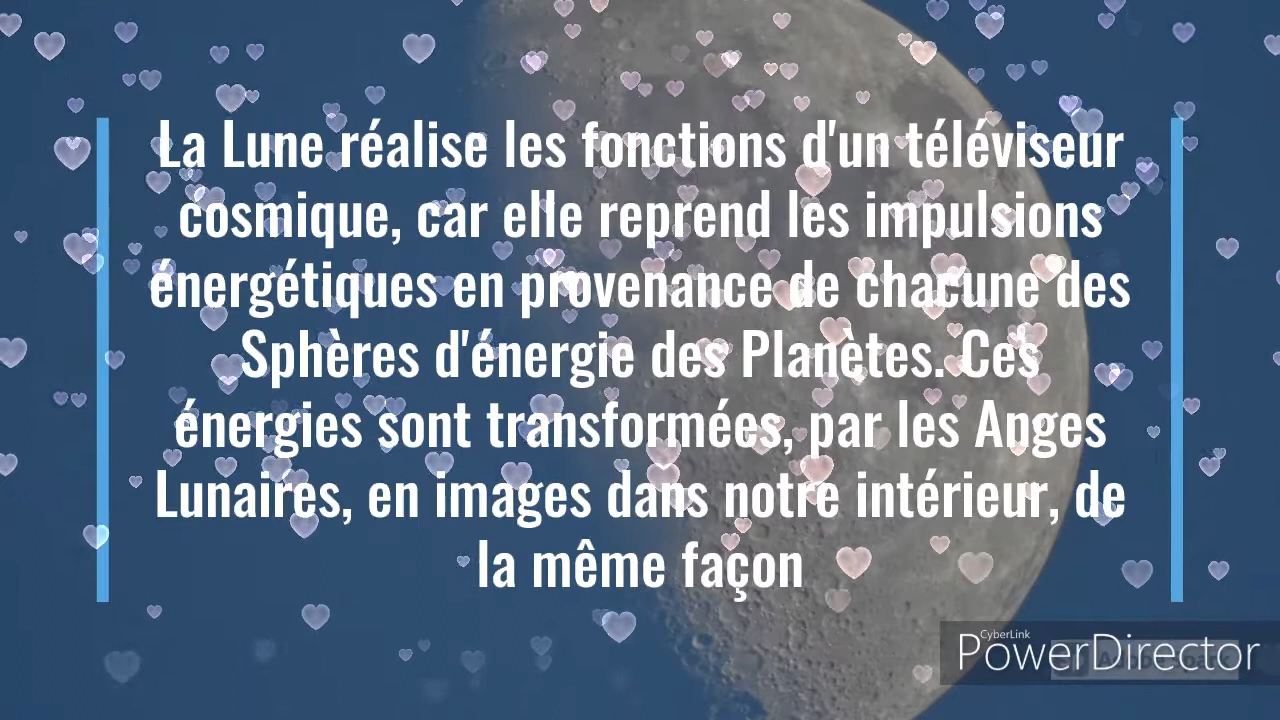 La Lune réalise les fonctions d'un téléviseur
cosmique, car elle reprend les impulsions
énergétiques en provenance de chacune des
Sphères d'énergie des Planètes. Ces
énergies sont transformées, par les Anges
Lunaires, en images dans notre intérieur, de
la même façon
CyberLink
PowerDirector